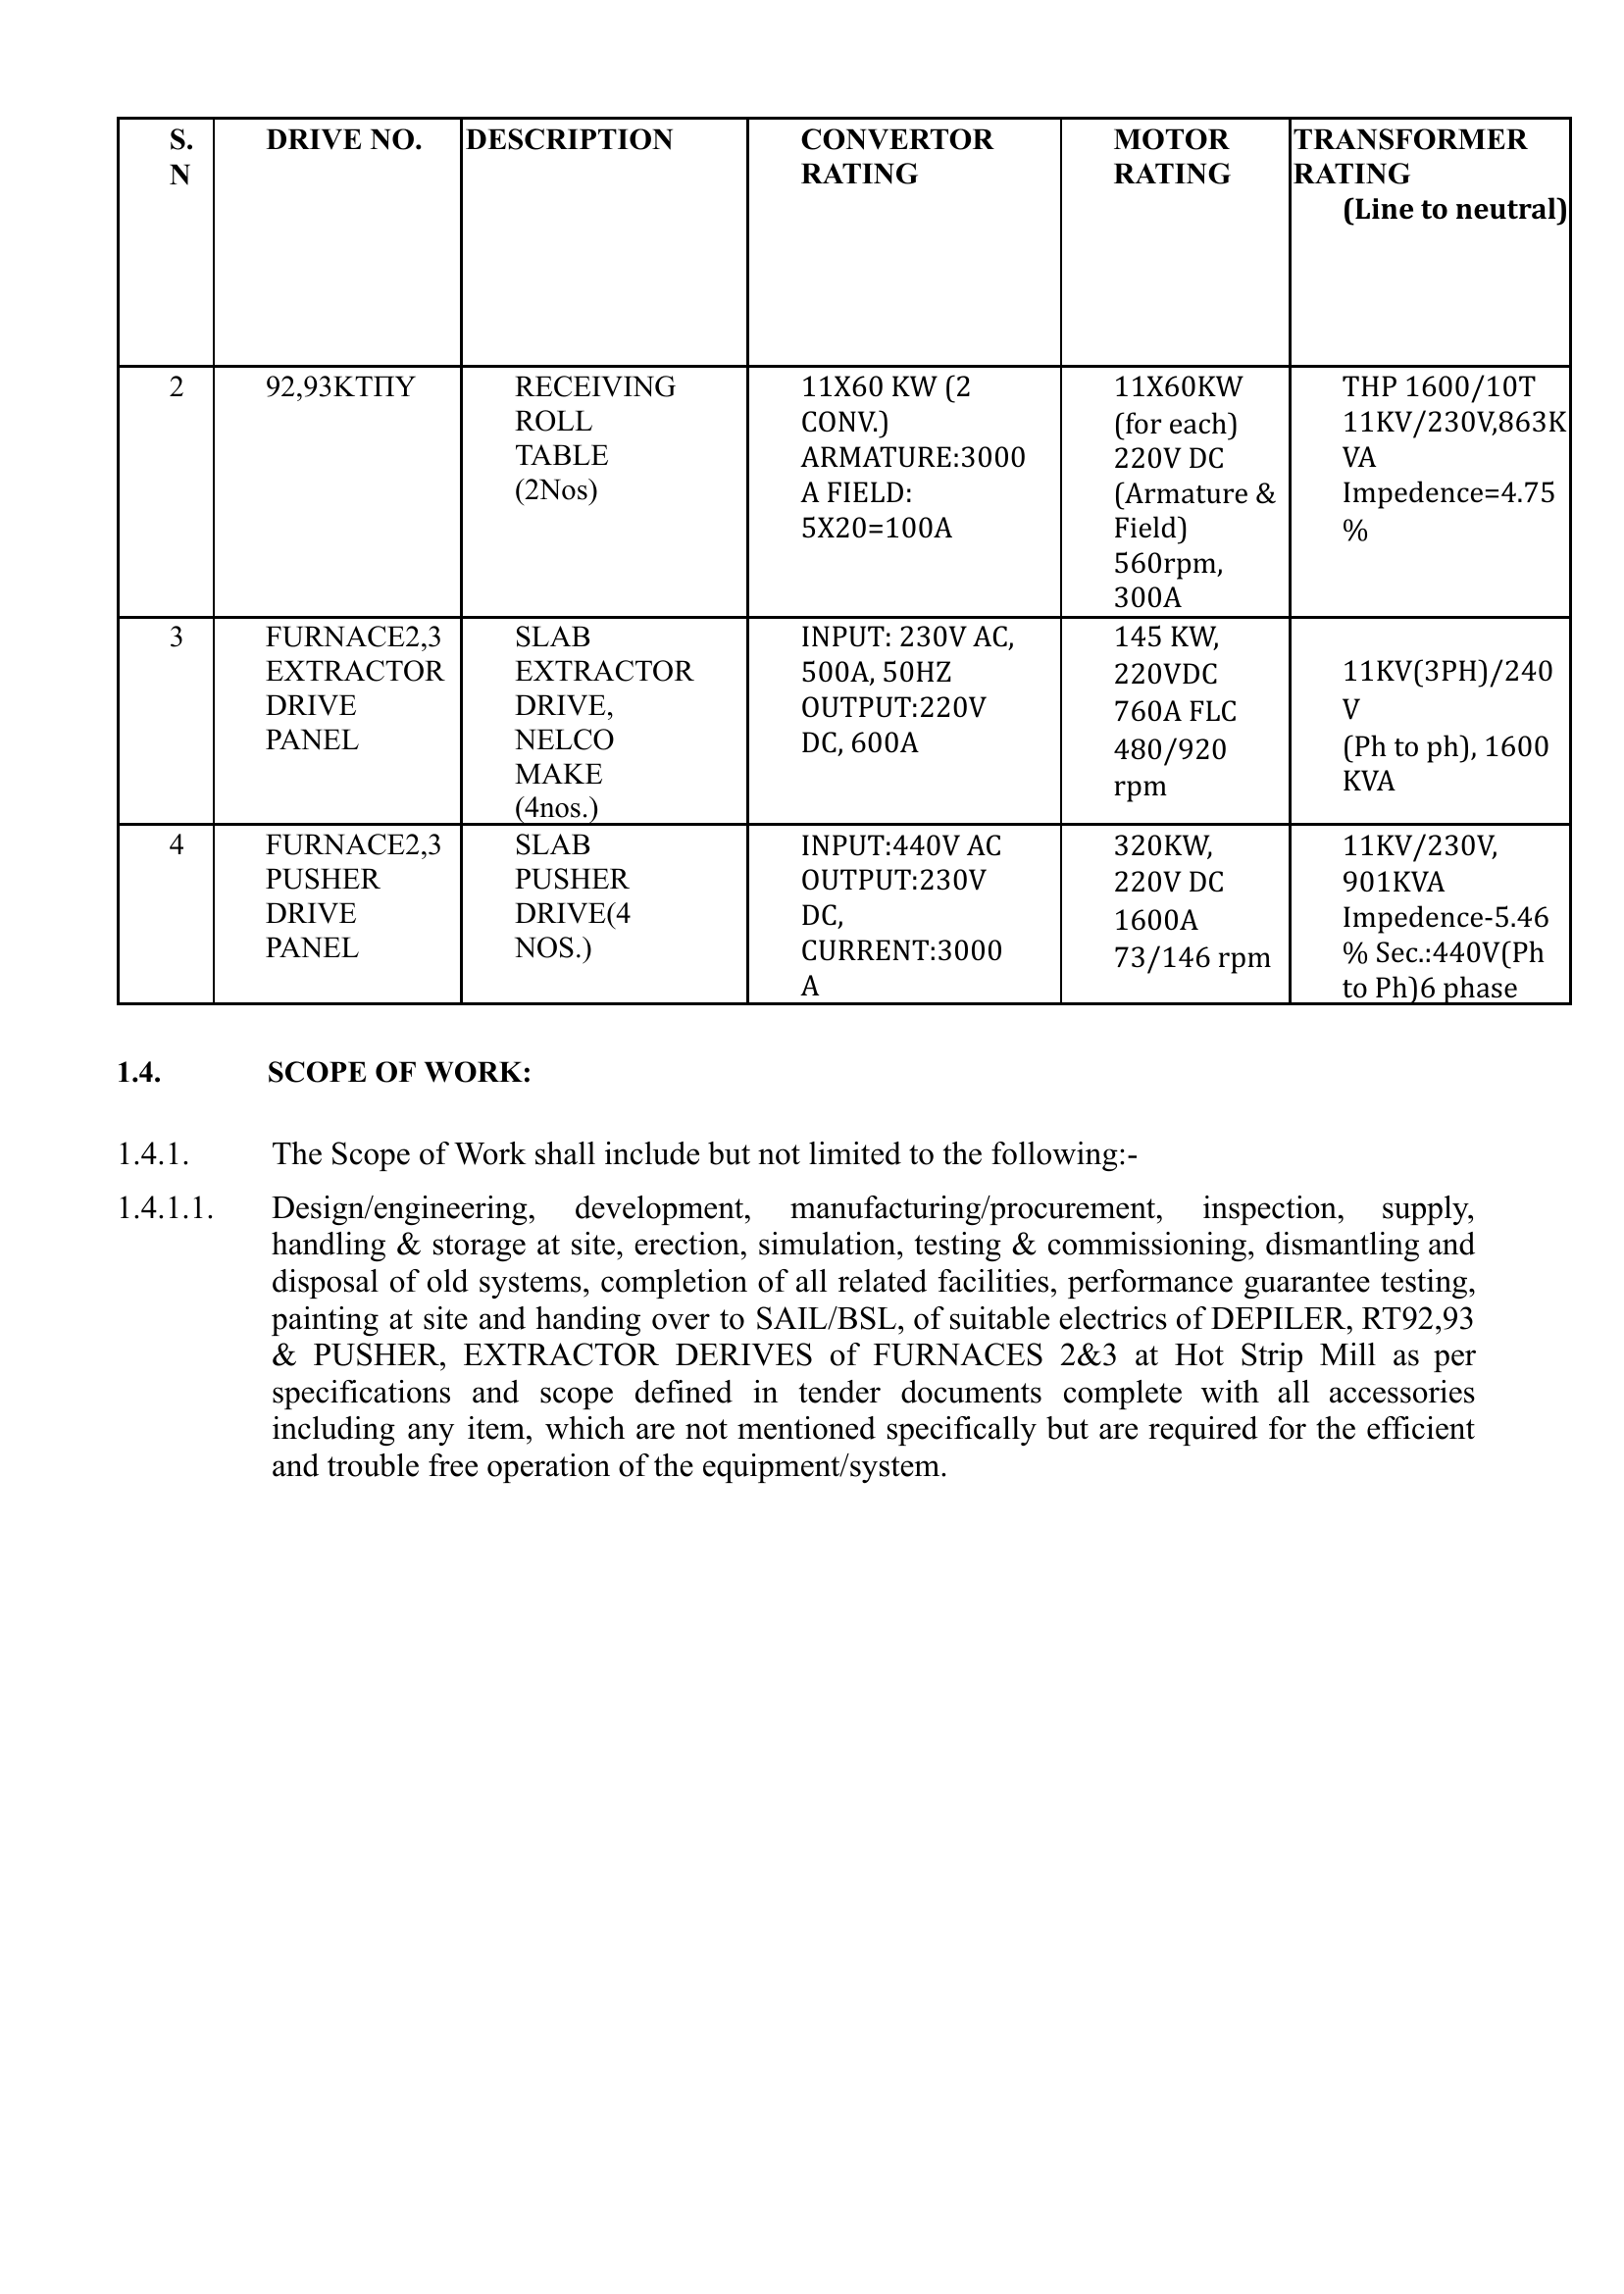 S.
N
DRIVE NO.
DESCRIPTION
CONVERTOR
RATING
MOTOR
RATING
TRANSFORMER
RATING
(Line to neutral)
2
92,93КТПУ
RECEIVING
ROLL
TABLE
(2Nos)
11X60 KW (2
CONV.)
ARMATURE:3000
A FIELD:
5X20=100A
11X60KW
(for each)
220V DC
(Armature &
Field)
560rpm,
300A
THP 1600/10T
11KV/230V,863K
VA
Impedence=4.75
%
3
FURNACE2,3
EXTRACTOR
DRIVE
PANEL
SLAB
EXTRACTOR
DRIVE,
NELCO
MAKE
(4nos.)
INPUT: 230V AC,
500A, 50HZ
OUTPUT:220V
DC, 600A
145 KW,
220VDC
760A FLC
480/920
rpm
11KV(3PH)/240
V
(Ph to ph), 1600
KVA
4
FURNACE2,3
PUSHER
DRIVE
PANEL
SLAB
PUSHER
DRIVE(4
NOS.)
INPUT:440V AC
OUTPUT:230V
DC,
CURRENT:3000
A
320KW,
220V DC
1600A
73/146 rpm
11KV/230V,
901KVA
Impedence-5.46
% Sec.:440V(Ph
to Ph)6 phase
1.4. SCOPE OF WORK:
1.4.1. The Scope of Work shall include but not limited to the following:-
1.4.1.1. Design/engineering, development, manufacturing/procurement, inspection, supply,
handling & storage at site, erection, simulation, testing & commissioning, dismantling and
disposal of old systems, completion of all related facilities, performance guarantee testing,
painting at site and handing over to SAIL/BSL, of suitable electrics of DEPILER, RT92,93
& PUSHER, EXTRACTOR DERIVES of FURNACES 2&3 at Hot Strip Mill as per
specifications and scope defined in tender documents complete with all accessories
including any item, which are not mentioned specifically but are required for the efficient
and trouble free operation of the equipment/system.